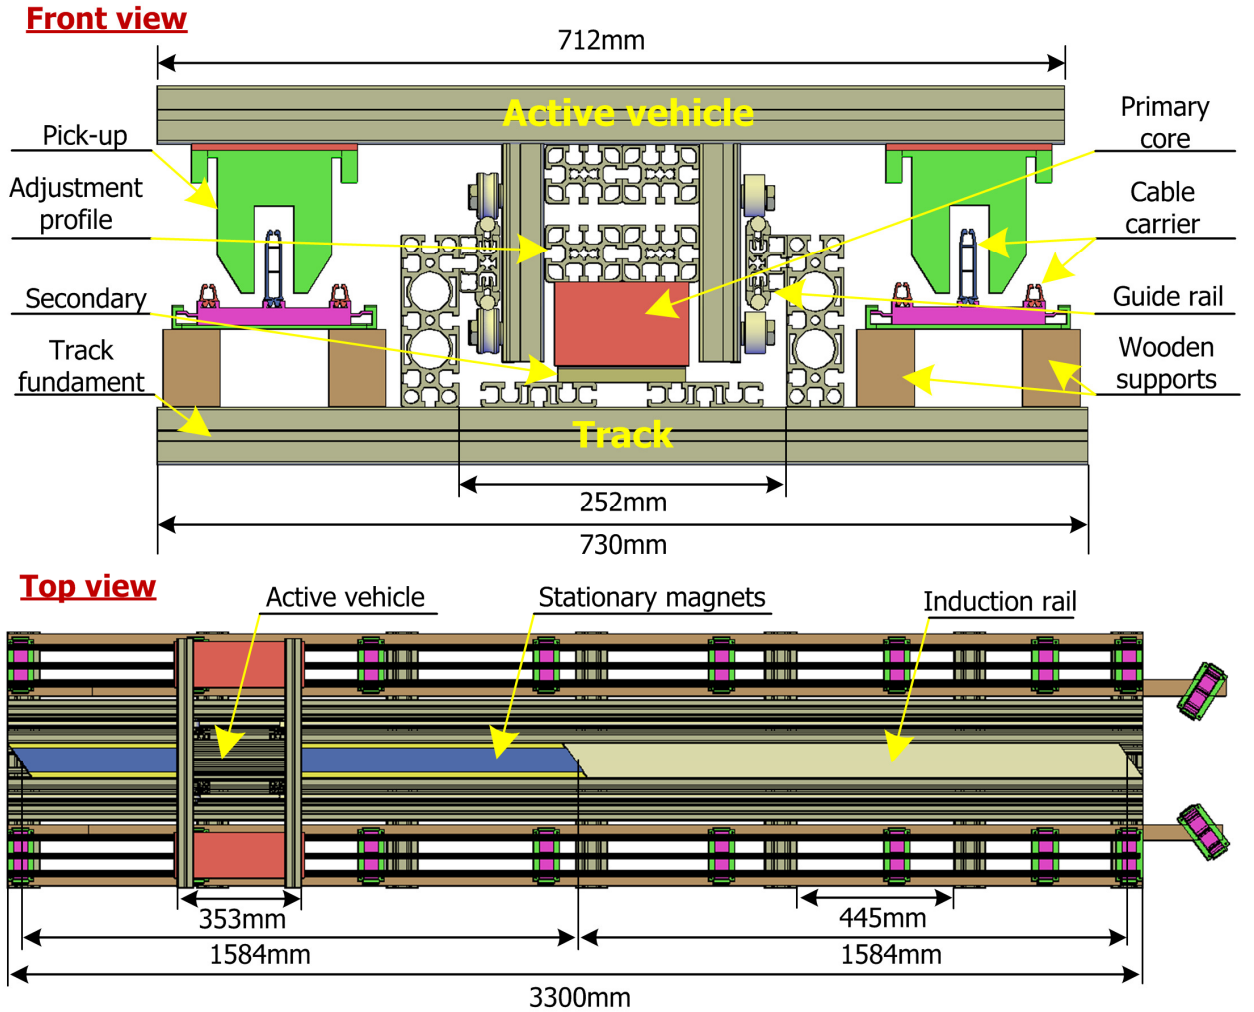 Front view
712mm
Active vehicle
Primary
core
Pick-up
Adjustment
profile
Cable
carrier
Secondary
Guide rail
Track
fundament
Wooden
supports
Track
252mm
730mm
Top view
Active vehicle
Stationary magnets
Induction rail
353mm
445mm
1584mm
1584mm
3300mm